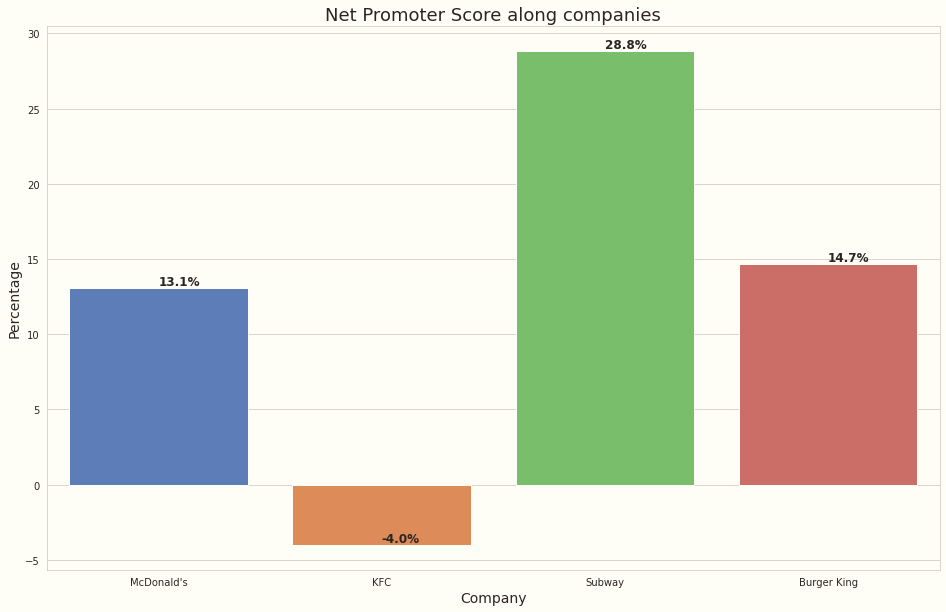 Net Promoter Score along companies
30
25
20
15
10
5
0
−5
Percentage
13.1%
-4.0%
28.8%
14.7%
McDonald's
KFC
Subway
Burger King
Company